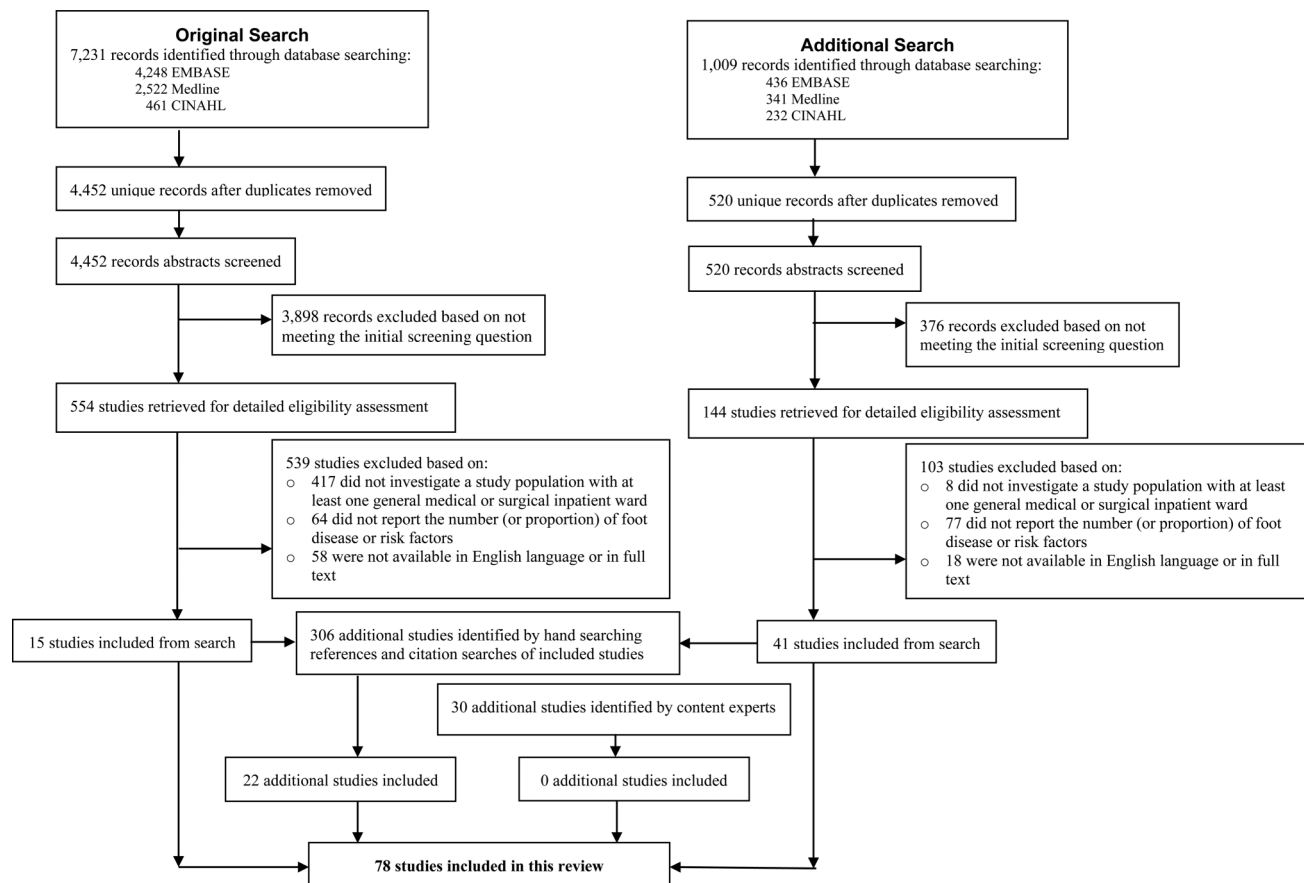 Original Search
7,231 records identified through database searching:
4,248 EMBASE
2,522 Medline
461 CINAHL
4,452 unique records after duplicates removed
4,452 records abstracts screened
3,898 records excluded based on not
meeting the initial screening question
554 studies retrieved for detailed eligibility assessment
539 studies excluded based on:
o 417 did not investigate a study population with at
least one general medical or surgical inpatient ward
o 64 did not report the number (or proportion) of foot
disease or risk factors
o 58 were not available in English language or in full
text
15 studies included from search
Additional Search
1,009 records identified through database searching:
436 EMBASE
341 Medline
232 CINAHL
520 unique records after duplicates removed
520 records abstracts screened
376 records excluded based on not
meeting the initial screening question
144 studies retrieved for detailed eligibility assessment
103 studies excluded based on:
o 8 did not investigate a study population with at least
one general medical or surgical inpatient ward
o 77 did not report the number (or proportion) of foot
disease or risk factors
o 18 were not available in English language or in full
text
41 studies included from search
306 additional studies identified by hand searching
references and citation searches of included studies
30 additional studies identified by content experts
22 additional studies included
0 additional studies included
78 studies included in this review